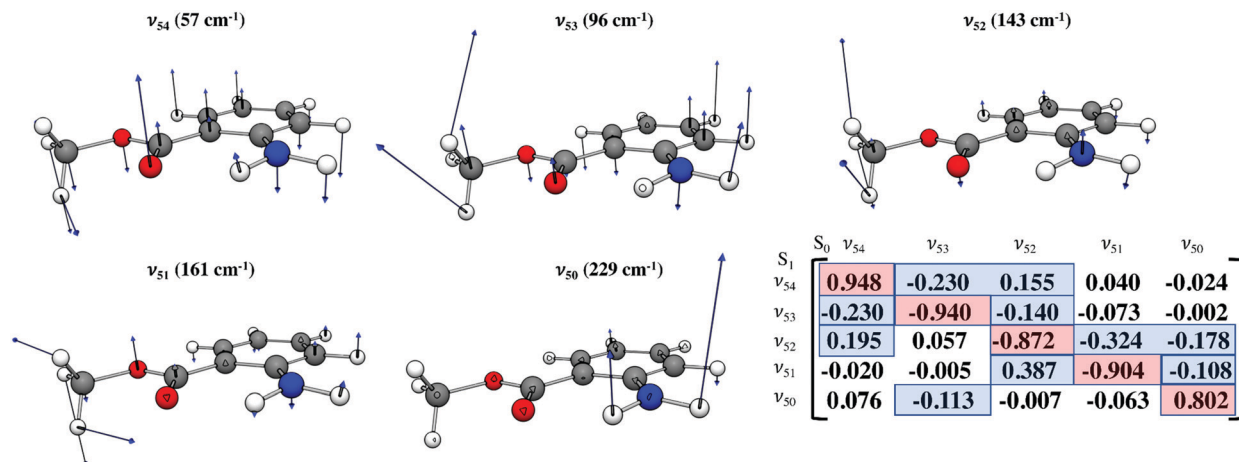 ν54 (57 cm-1)
ν53 (96 cm-1)
ν52 (143 cm-1)
ν51 (161 cm-1)
ν50 (229 cm-1)
S0 ν54 ν53 ν52 ν51 ν50
S1
ν54 0.948 -0.230 0.155 0.040 -0.024
ν53 -0.230 -0.940 -0.140 -0.073 -0.002
ν52 0.195 0.057 -0.872 -0.324 -0.178
ν51 -0.020 -0.005 0.387 -0.904 -0.108
ν50 0.076 -0.113 -0.007 -0.063 0.802